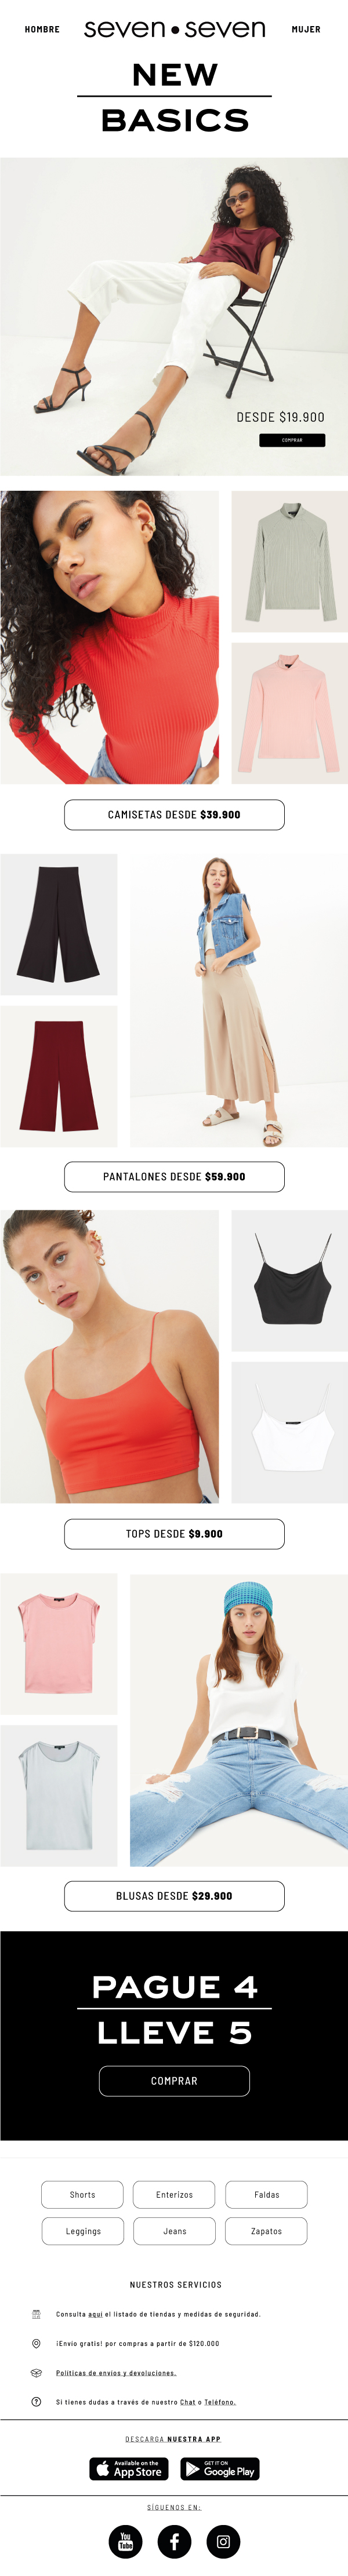 HOMBRE
seven•seven
MUJER
NEW
BASICS
DESDE $19.900
COMPRAR
CAMISETAS DESDE $39.900
PANTALONES DESDE $59.900
TOPS DESDE $9.900
BLUSAS DESDE $29.900
PAGUE 4
LLEVE 5
COMPRAR
Shorts
Enterizos
Faldas
Leggings
Jeans
Zapatos
NUESTROS SERVICIOS
Consulta aquí el listado de tiendas y medidas de seguridad.
¡Envío gratis! por compras a partir de $120.000
Políticas de envíos y devoluciones.
Si tienes dudas a través de nuestro Chat o Teléfono.
DESCARGA NUESTRA APP
Available on the
App Store
GET IT ON
Google Play
SÍGUENOS EN:
You
Tube